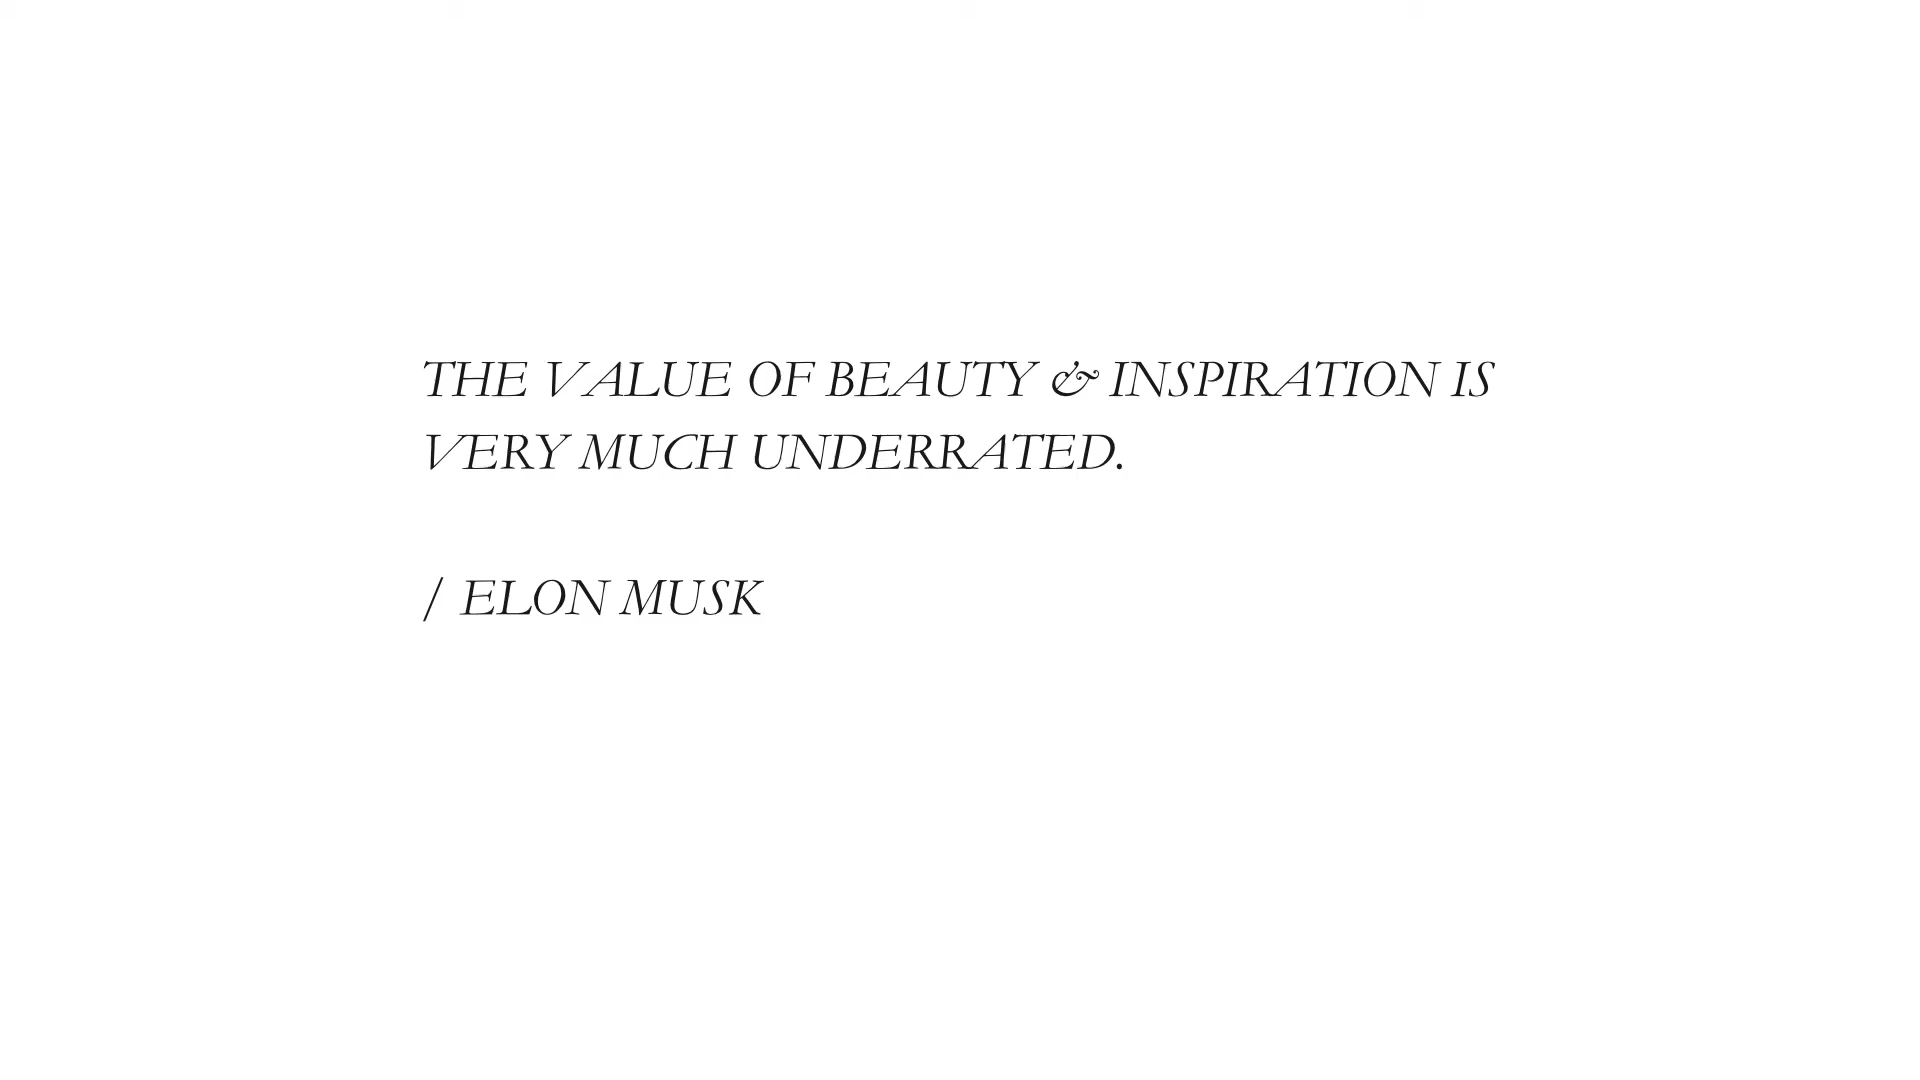 THE VALUE OF BEAUTY & INSPIRATION IS
VERY MUCH UNDERRATED.
/ ELON MUSK